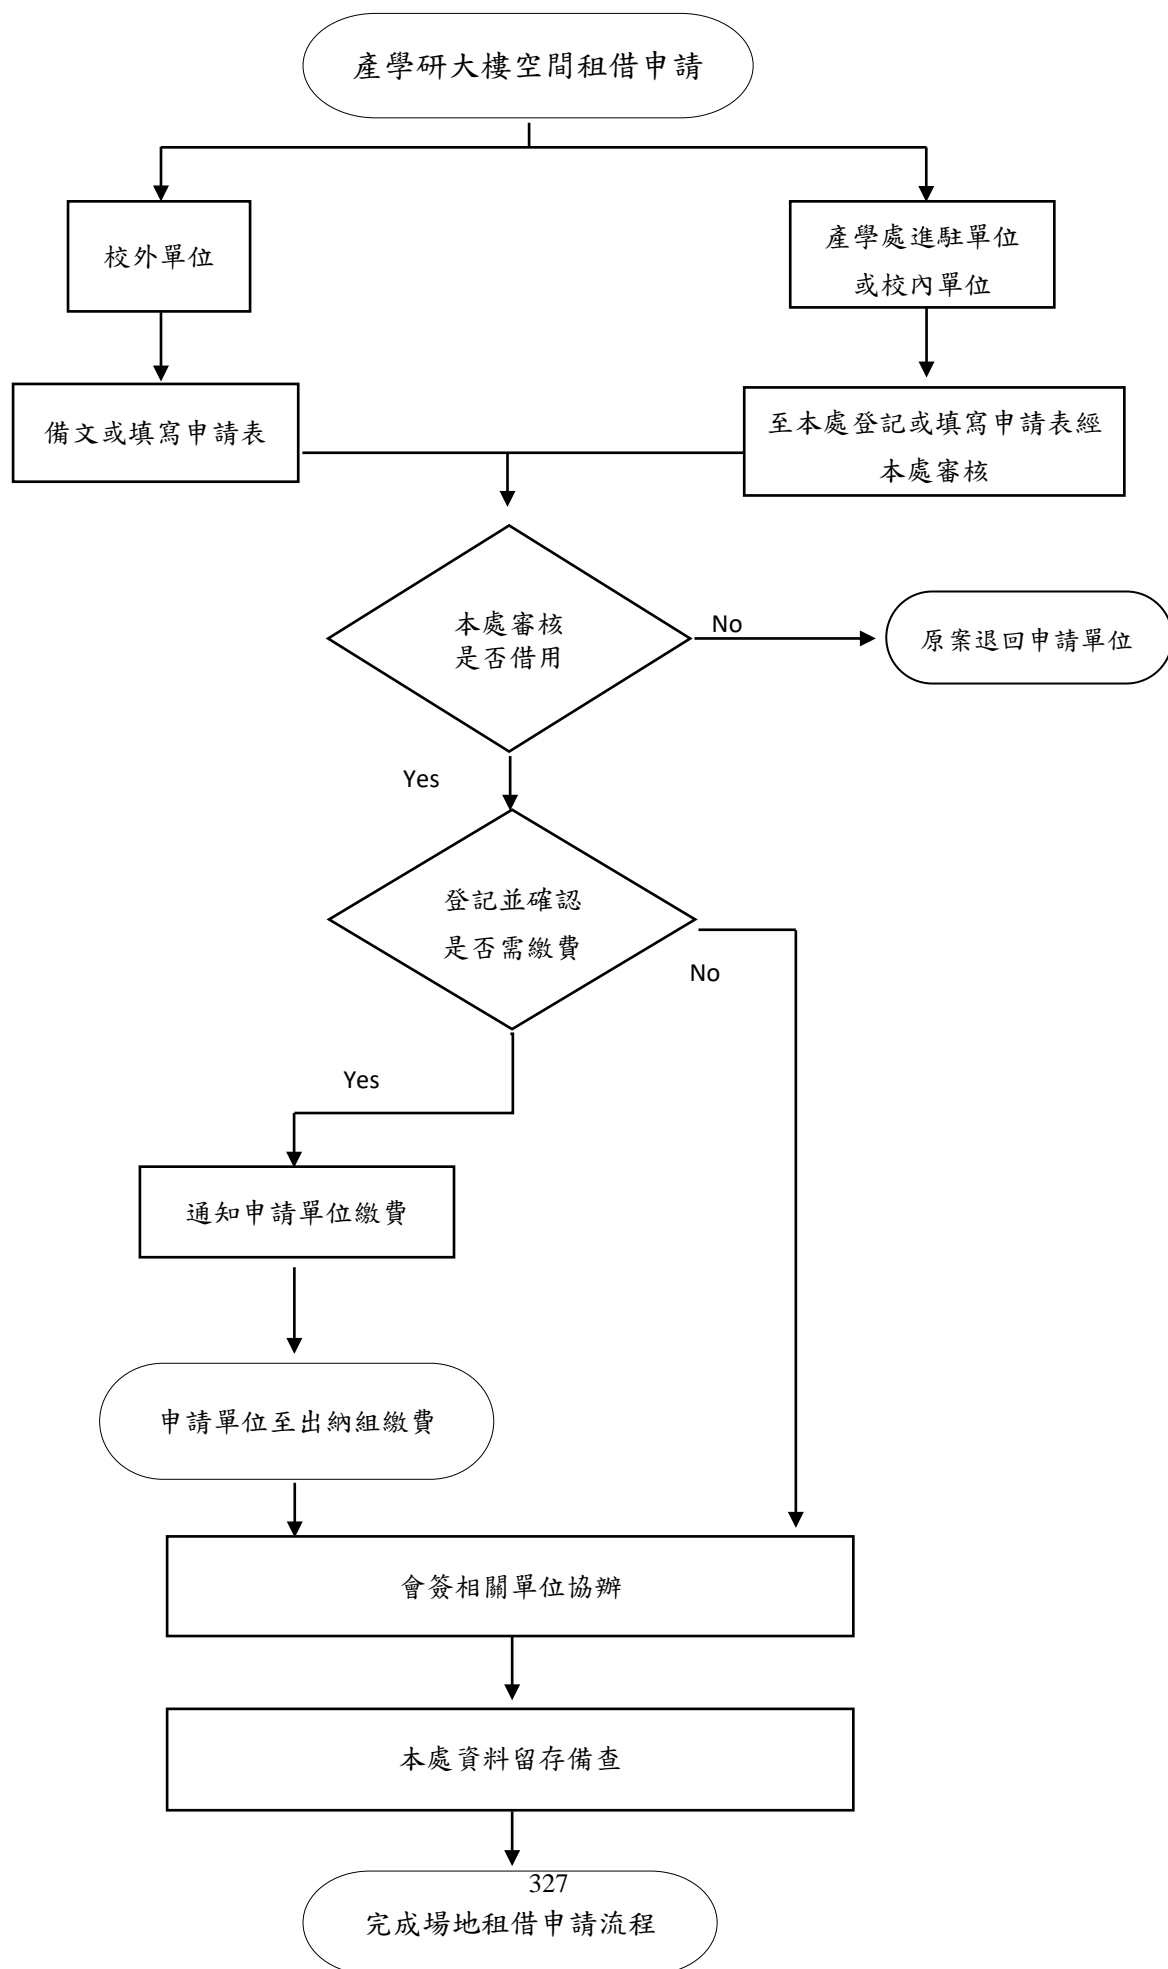 產學研大樓空間租借申請
校外單位
產學處進駐單位
或校內單位
備文或填寫申請表
至本處登記或填寫申請表經
本處審核
本處審核
是否借用
No
原案退回申請單位
Yes
登記並確認
是否需繳費
No
Yes
通知申請單位繳費
申請單位至出納組繳費
會簽相關單位協辦
本處資料留存備查
327
完成場地租借申請流程